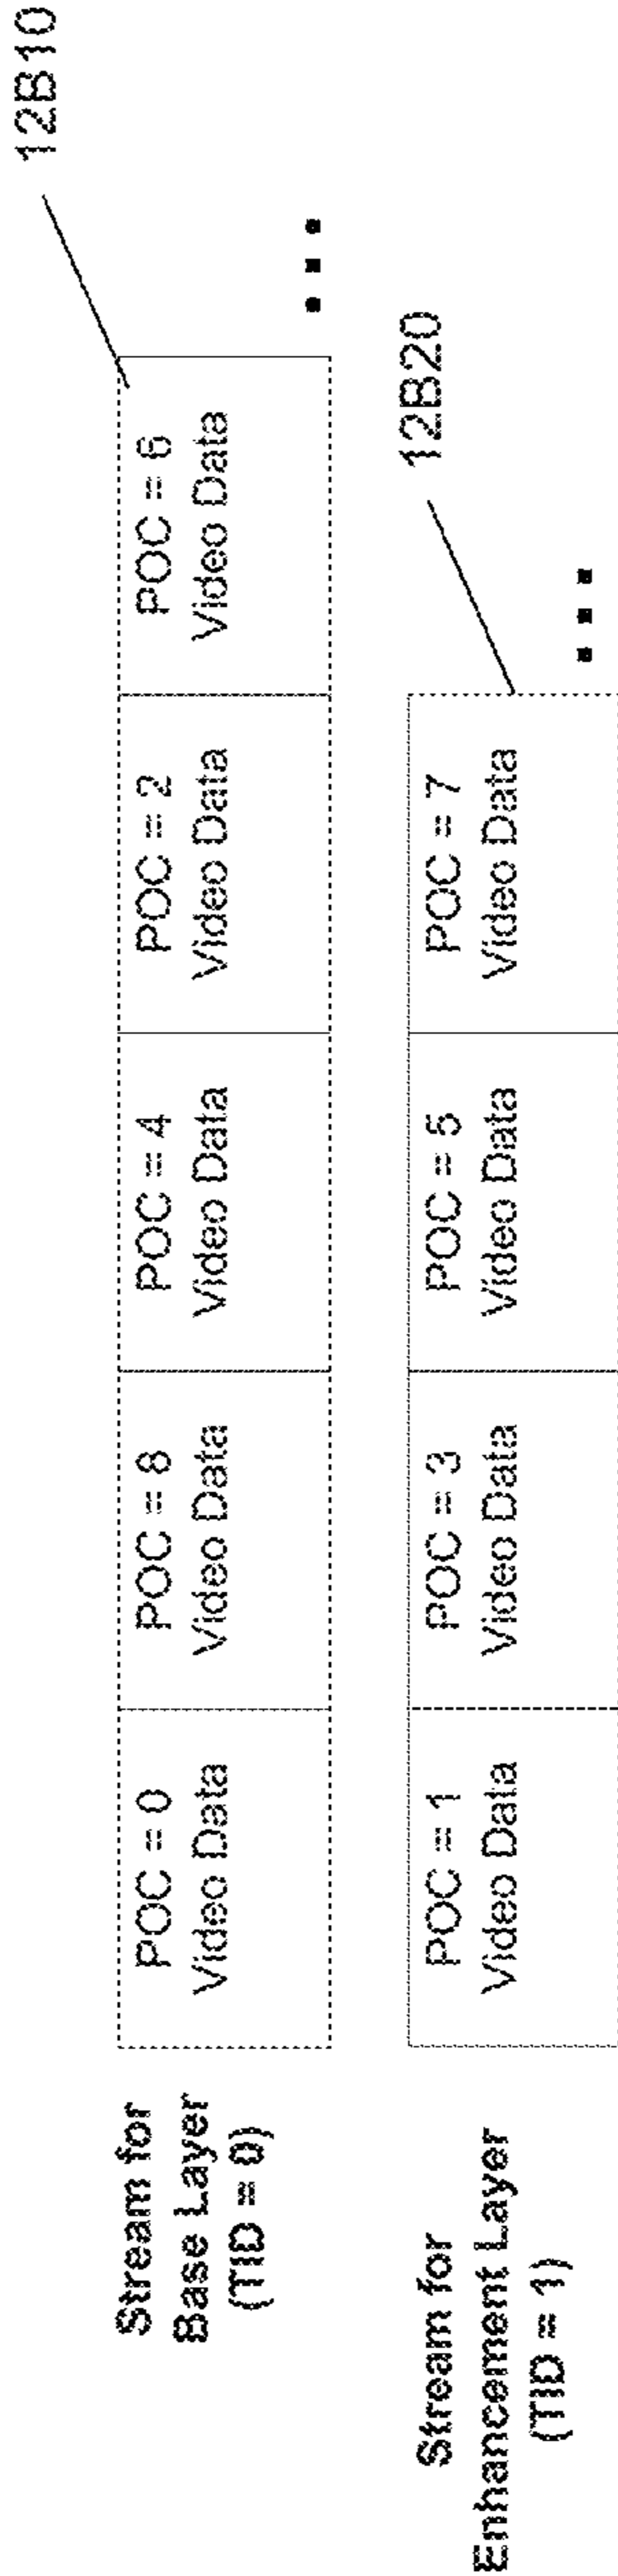 12B10
Stream for
Base Layer
(TID = 0)
POC = 0
Video Data
POC = 8
Video Data
POC = 4
Video Data
POC = 2
Video Data
POC = 6
Video Data
...
12B20
Stream for
Enhancement Layer
(TID = 1)
POC = 1
Video Data
POC = 3
Video Data
POC = 5
Video Data
POC = 7
Video Data
...